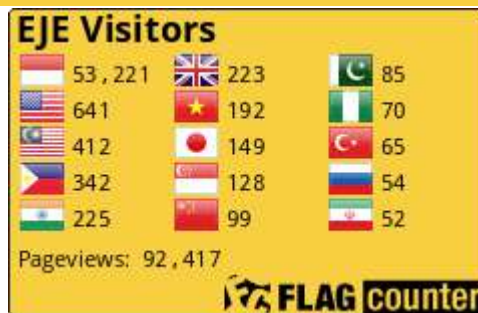 EJE Visitors
53,221 223 85
641 192 70
412 149 65
342 128 54
225 99 52
Pageviews: 92,417
FLAG counter